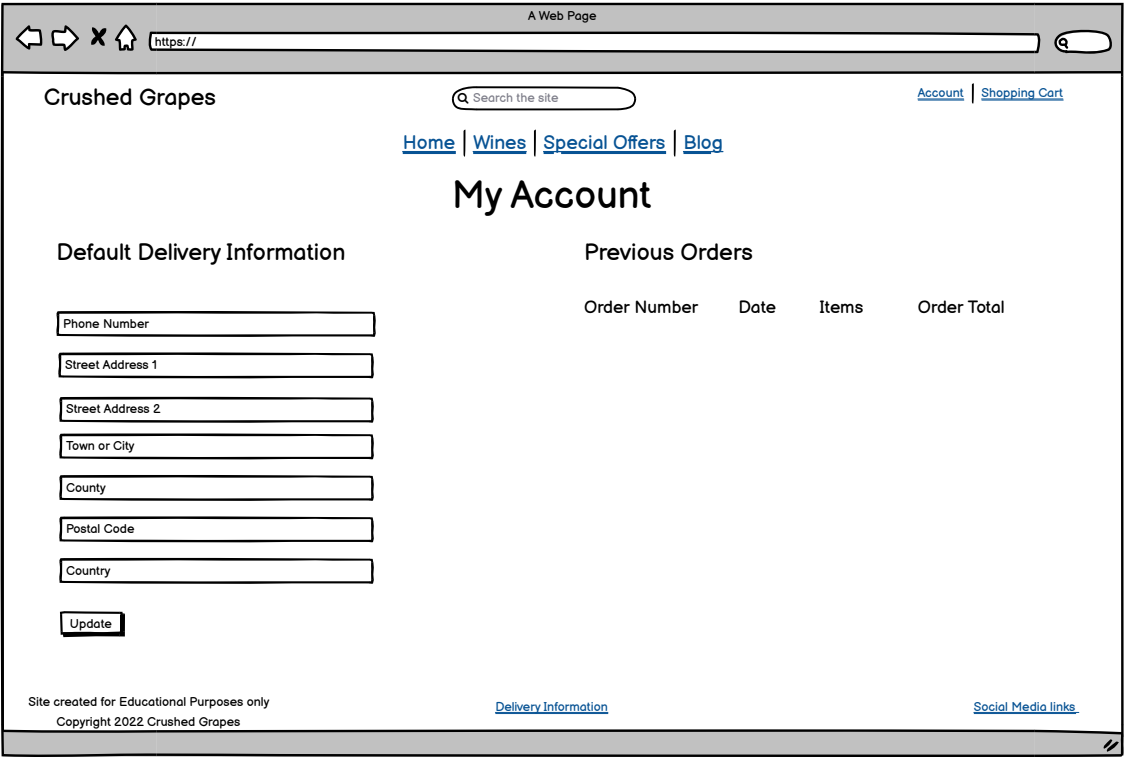 A Web Page
https://
Crushed Grapes
Search the site
Account
Shopping Cart
Home
Wines
Special Offers
Blog
My Account
Default Delivery Information
Phone Number
Street Address 1
Street Address 2
Town or City
County
Postal Code
Country
Update
Previous Orders
Order Number Date Items Order Total
Site created for Educational Purposes only
Copyright 2022 Crushed Grapes
Delivery Information
Social Media links